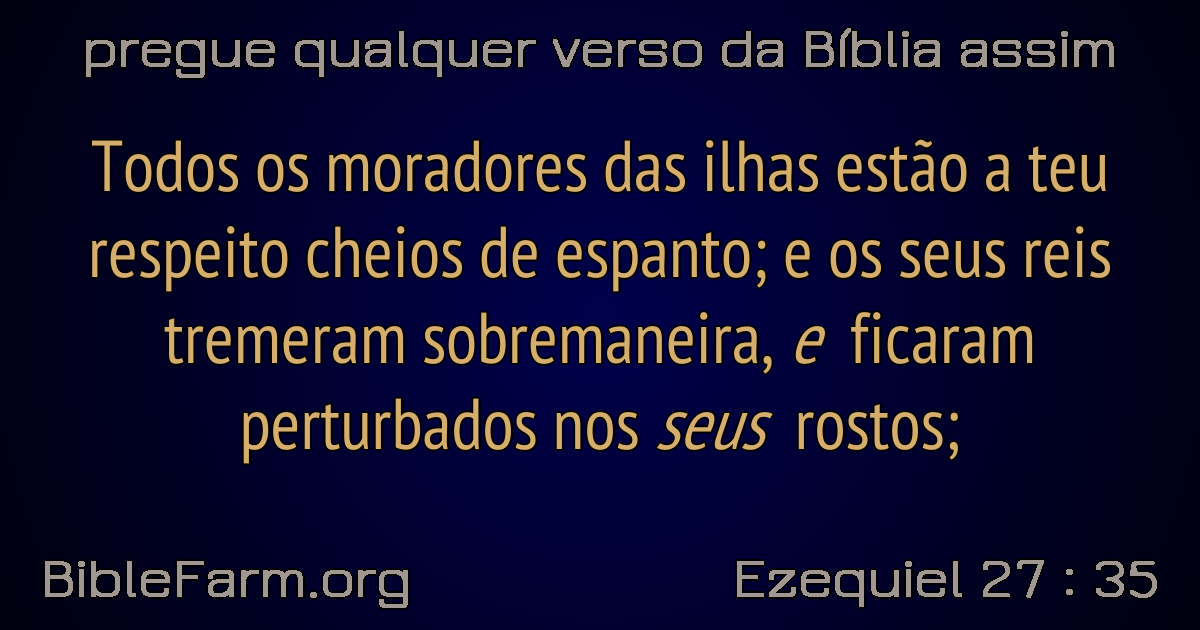 pregue qualquer verso da Bíblia assim
Todos os moradores das ilhas estão a teu
respeito cheios de espanto; e os seus reis
tremeram sobremaneira, e ficaram
perturbados nos seus rostos;
BibleFarm.org
Ezequiel 27 : 35